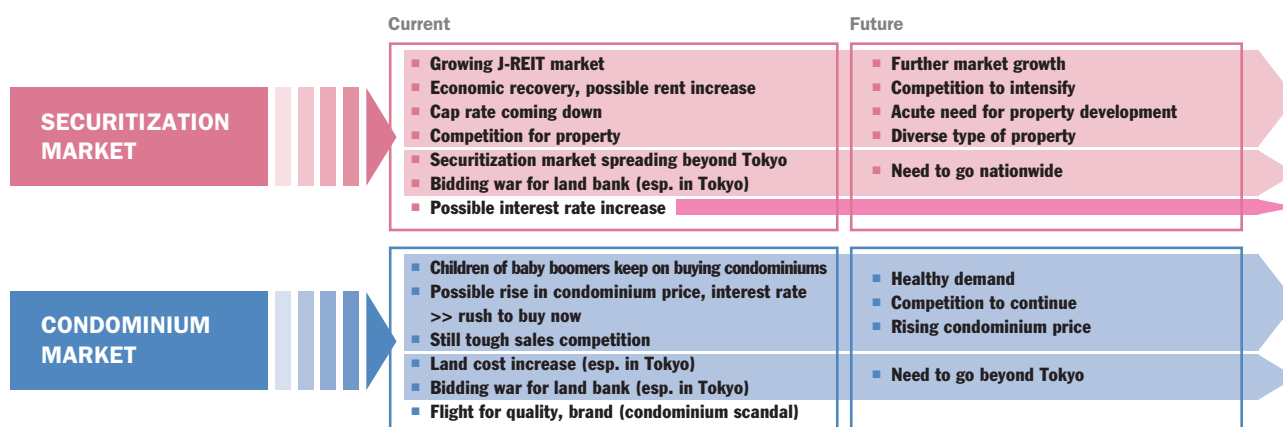 Current
Future
SECURITIZATION
MARKET
■ Growing J-REIT market
■ Economic recovery, possible rent increase
■ Cap rate coming down
■ Competition for property
■ Securitization market spreading beyond Tokyo
■ Bidding war for land bank (esp. in Tokyo)
■ Possible interest rate increase
■ Further market growth
■ Competition to intensify
■ Acute need for property development
■ Diverse type of property
■ Need to go nationwide
CONDOMINIUM
MARKET
■ Children of baby boomers keep on buying condominiums
■ Possible rise in condominium price, interest rate
>> rush to buy now
■ Still tough sales competition
■ Land cost increase (esp. in Tokyo)
■ Bidding war for land bank (esp. in Tokyo)
■ Flight for quality, brand (condominium scandal)
■ Healthy demand
■ Competition to continue
■ Rising condominium price
■ Need to go beyond Tokyo